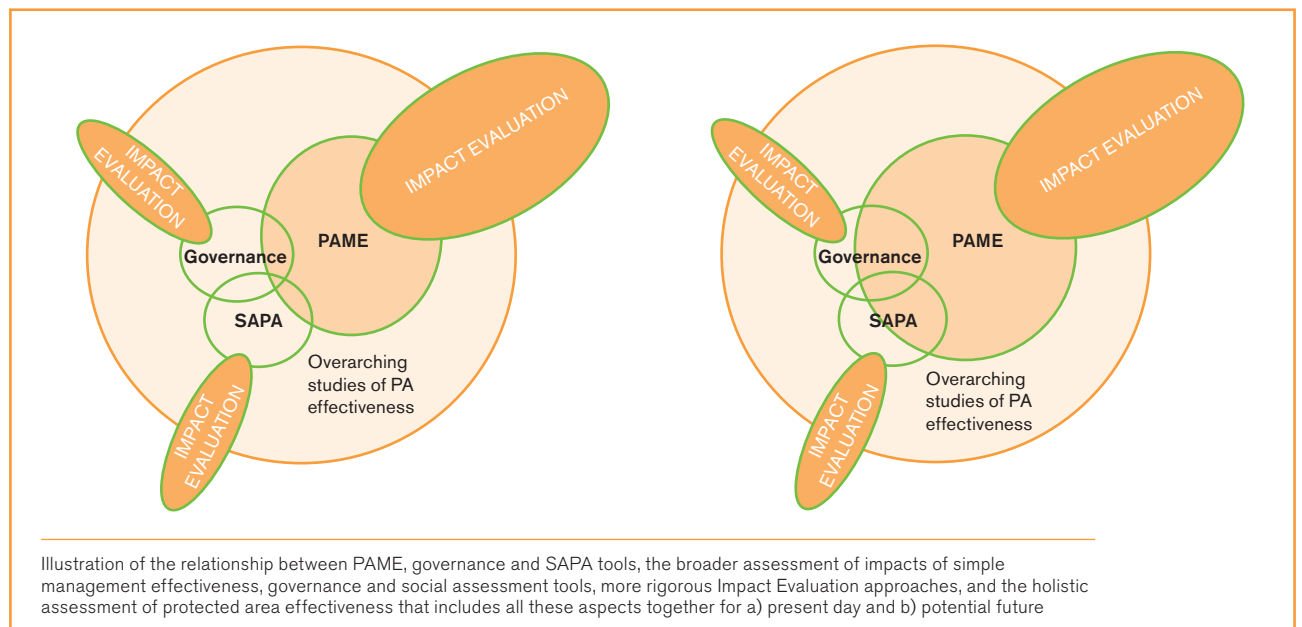 IMPACT EVALUATION
IMPACT
EVALUATION
PAME
Governance
SAPA
Overarching
studies of PA
effectiveness
IMPACT
EVALUATION
IMPACT EVALUATION
IMPACT
EVALUATION
PAME
Governance
SAPA
Overarching
studies of PA
effectiveness
IMPACT
EVALUATION
Illustration of the relationship between PAME, governance and SAPA tools, the broader assessment of impacts of simple
management effectiveness, governance and social assessment tools, more rigorous Impact Evaluation approaches, and the holistic
assessment of protected area effectiveness that includes all these aspects together for a) present day and b) potential future